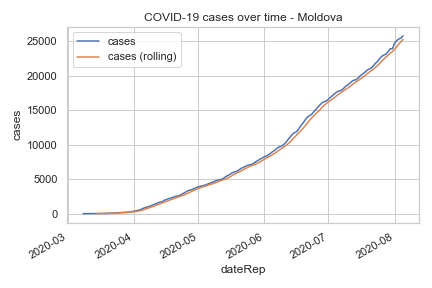 COVID-19 cases over time - Moldova
cases
cases (rolling)
25000
20000
15000
10000
5000
0
cases
2020-03
2020-04
2020-05
2020-06
2020-07
2020-08
dateRep